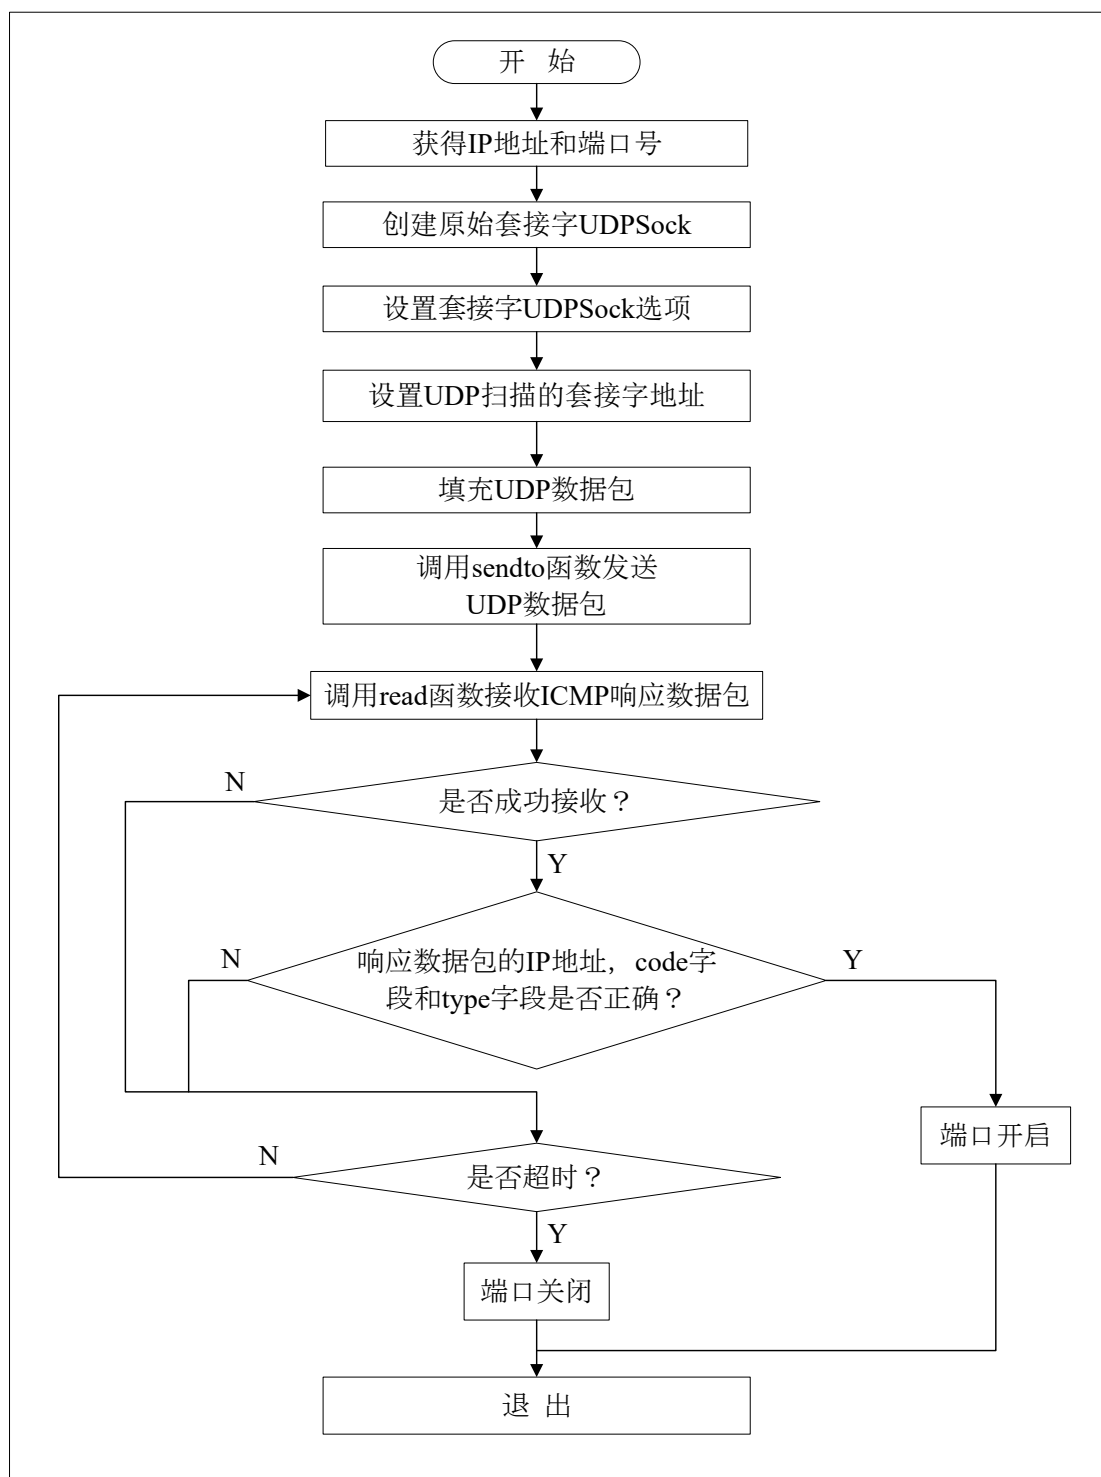 开 始
获得IP地址和端口号
创建原始套接字UDPSock
设置套接字UDPSock选项
设置UDP扫描的套接字地址
填充UDP数据包
调用sendto函数发送
UDP数据包
调用read函数接收ICMP响应数据包
N
是否成功接收？
Y
N
响应数据包的IP地址，code字
段和type字段是否正确？
Y
端口开启
N
是否超时？
Y
端口关闭
退 出